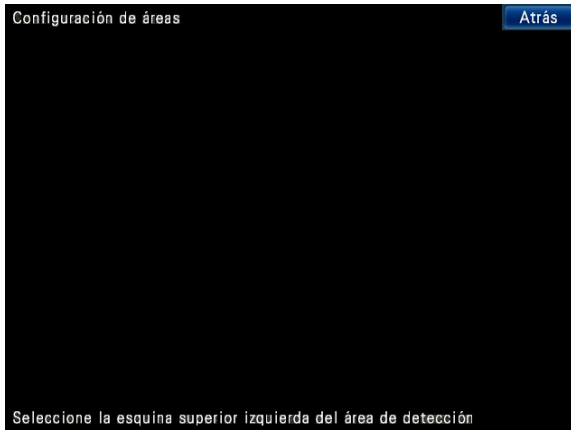 Configuración de áreas
Atrás
Seleccione la esquina superior izquierda del área de detección